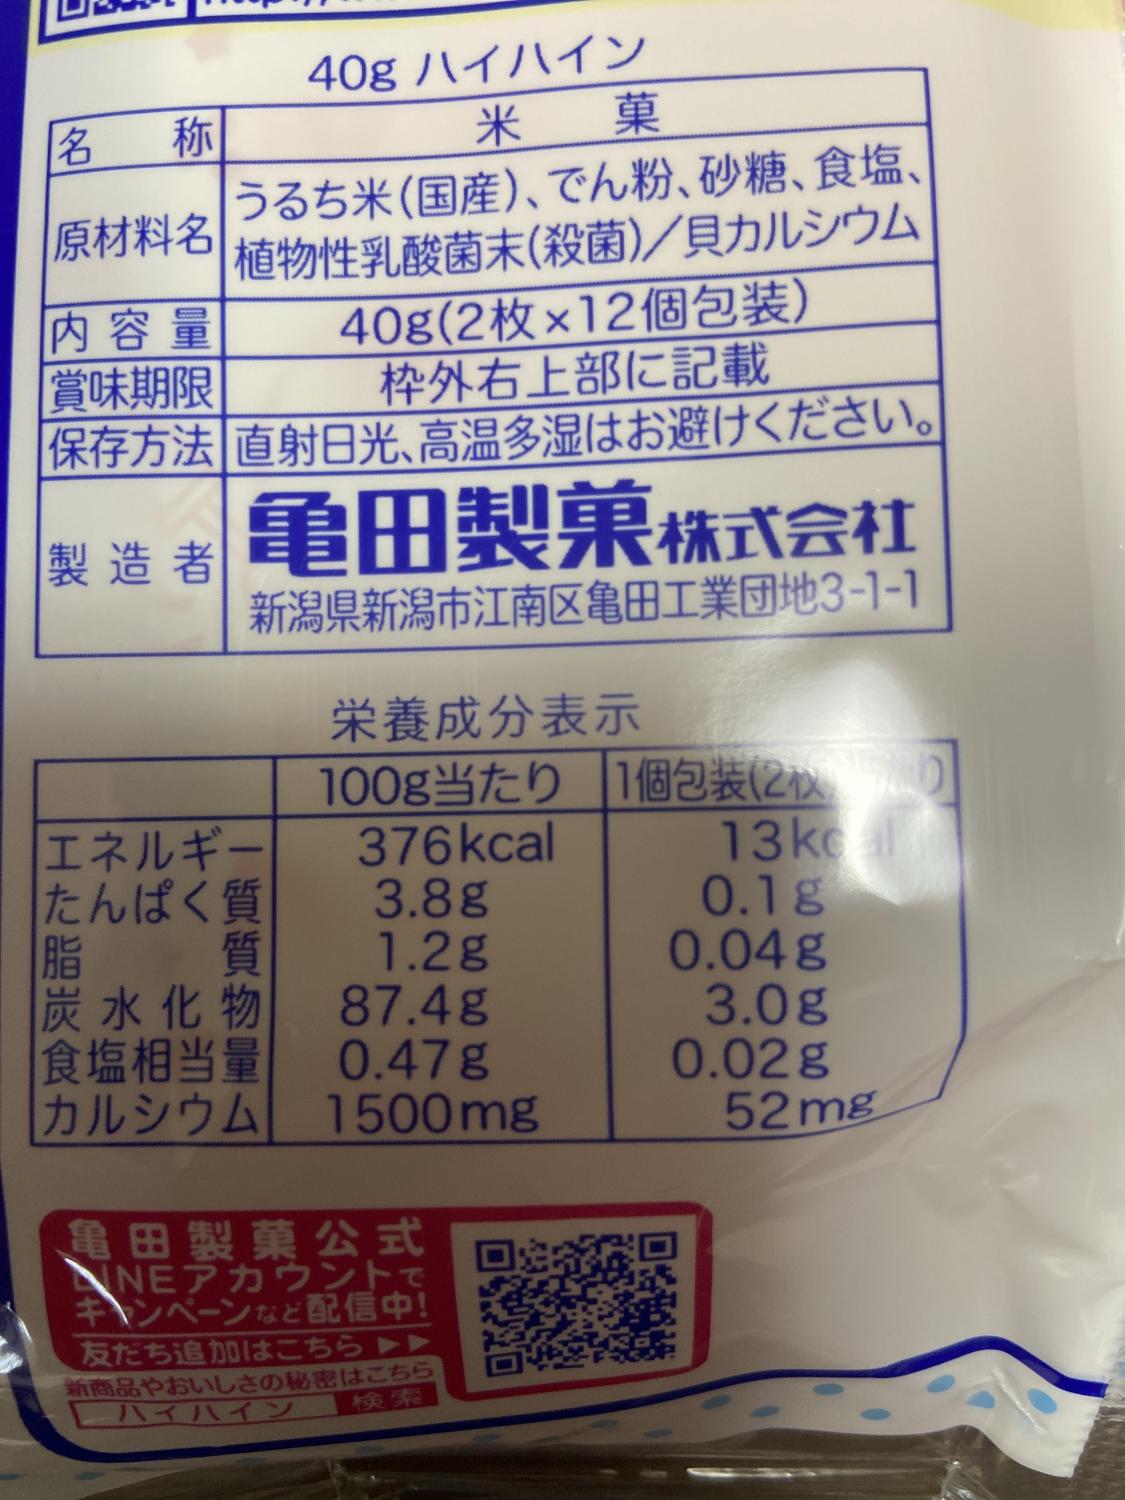 40g ハイハイン
名称 米菓
原材料名 うるち米(国産)、でん粉、砂糖、食塩、
植物性乳酸菌末(殺菌)／貝カルシウム
内容量 40g(2枚×12個包装)
賞味期限 枠外右上部に記載
保存方法 直射日光、高温多湿はお避けください。
製造者 亀田製菓株式会社
新潟県新潟市江南区亀田工業団地3-1-1
栄養成分表示
100g当たり 1個包装(2枚)当たり
エネルギー 376kcal 13kcal
たんぱく質 3.8g 0.1g
脂質 1.2g 0.04g
炭水化物 87.4g 3.0g
食塩相当量 0.47g 0.02g
カルシウム 1500mg 52mg
亀田製菓公式
LINEアカウントで
キャンペーンなど配信中!
友だち追加はこちら▶▶
新商品やおいしさの秘密はこちら
ハイハイン 検索